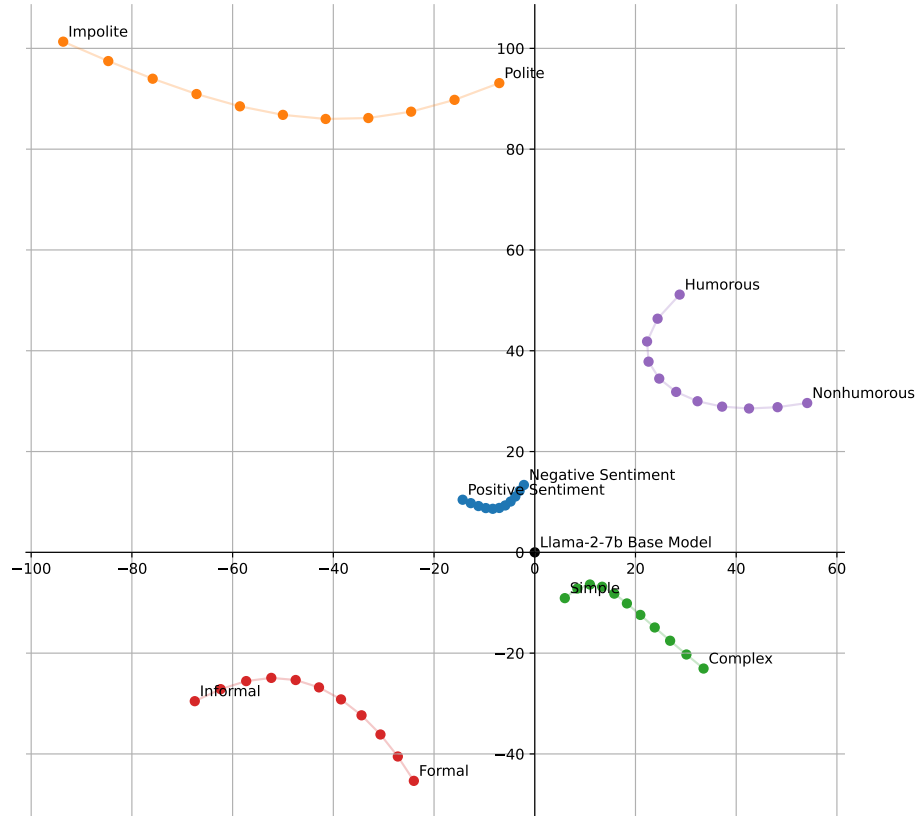 Impolite
100
Polite
80
60
Humorous
40
Nonhumorous
20
Negative Sentiment
Positive Sentiment
Llama-2-7b Base Model
0
−100 −80 −60 −40 −20 0 20 40 60
Simple
−20
Complex
Informal
−40
Formal